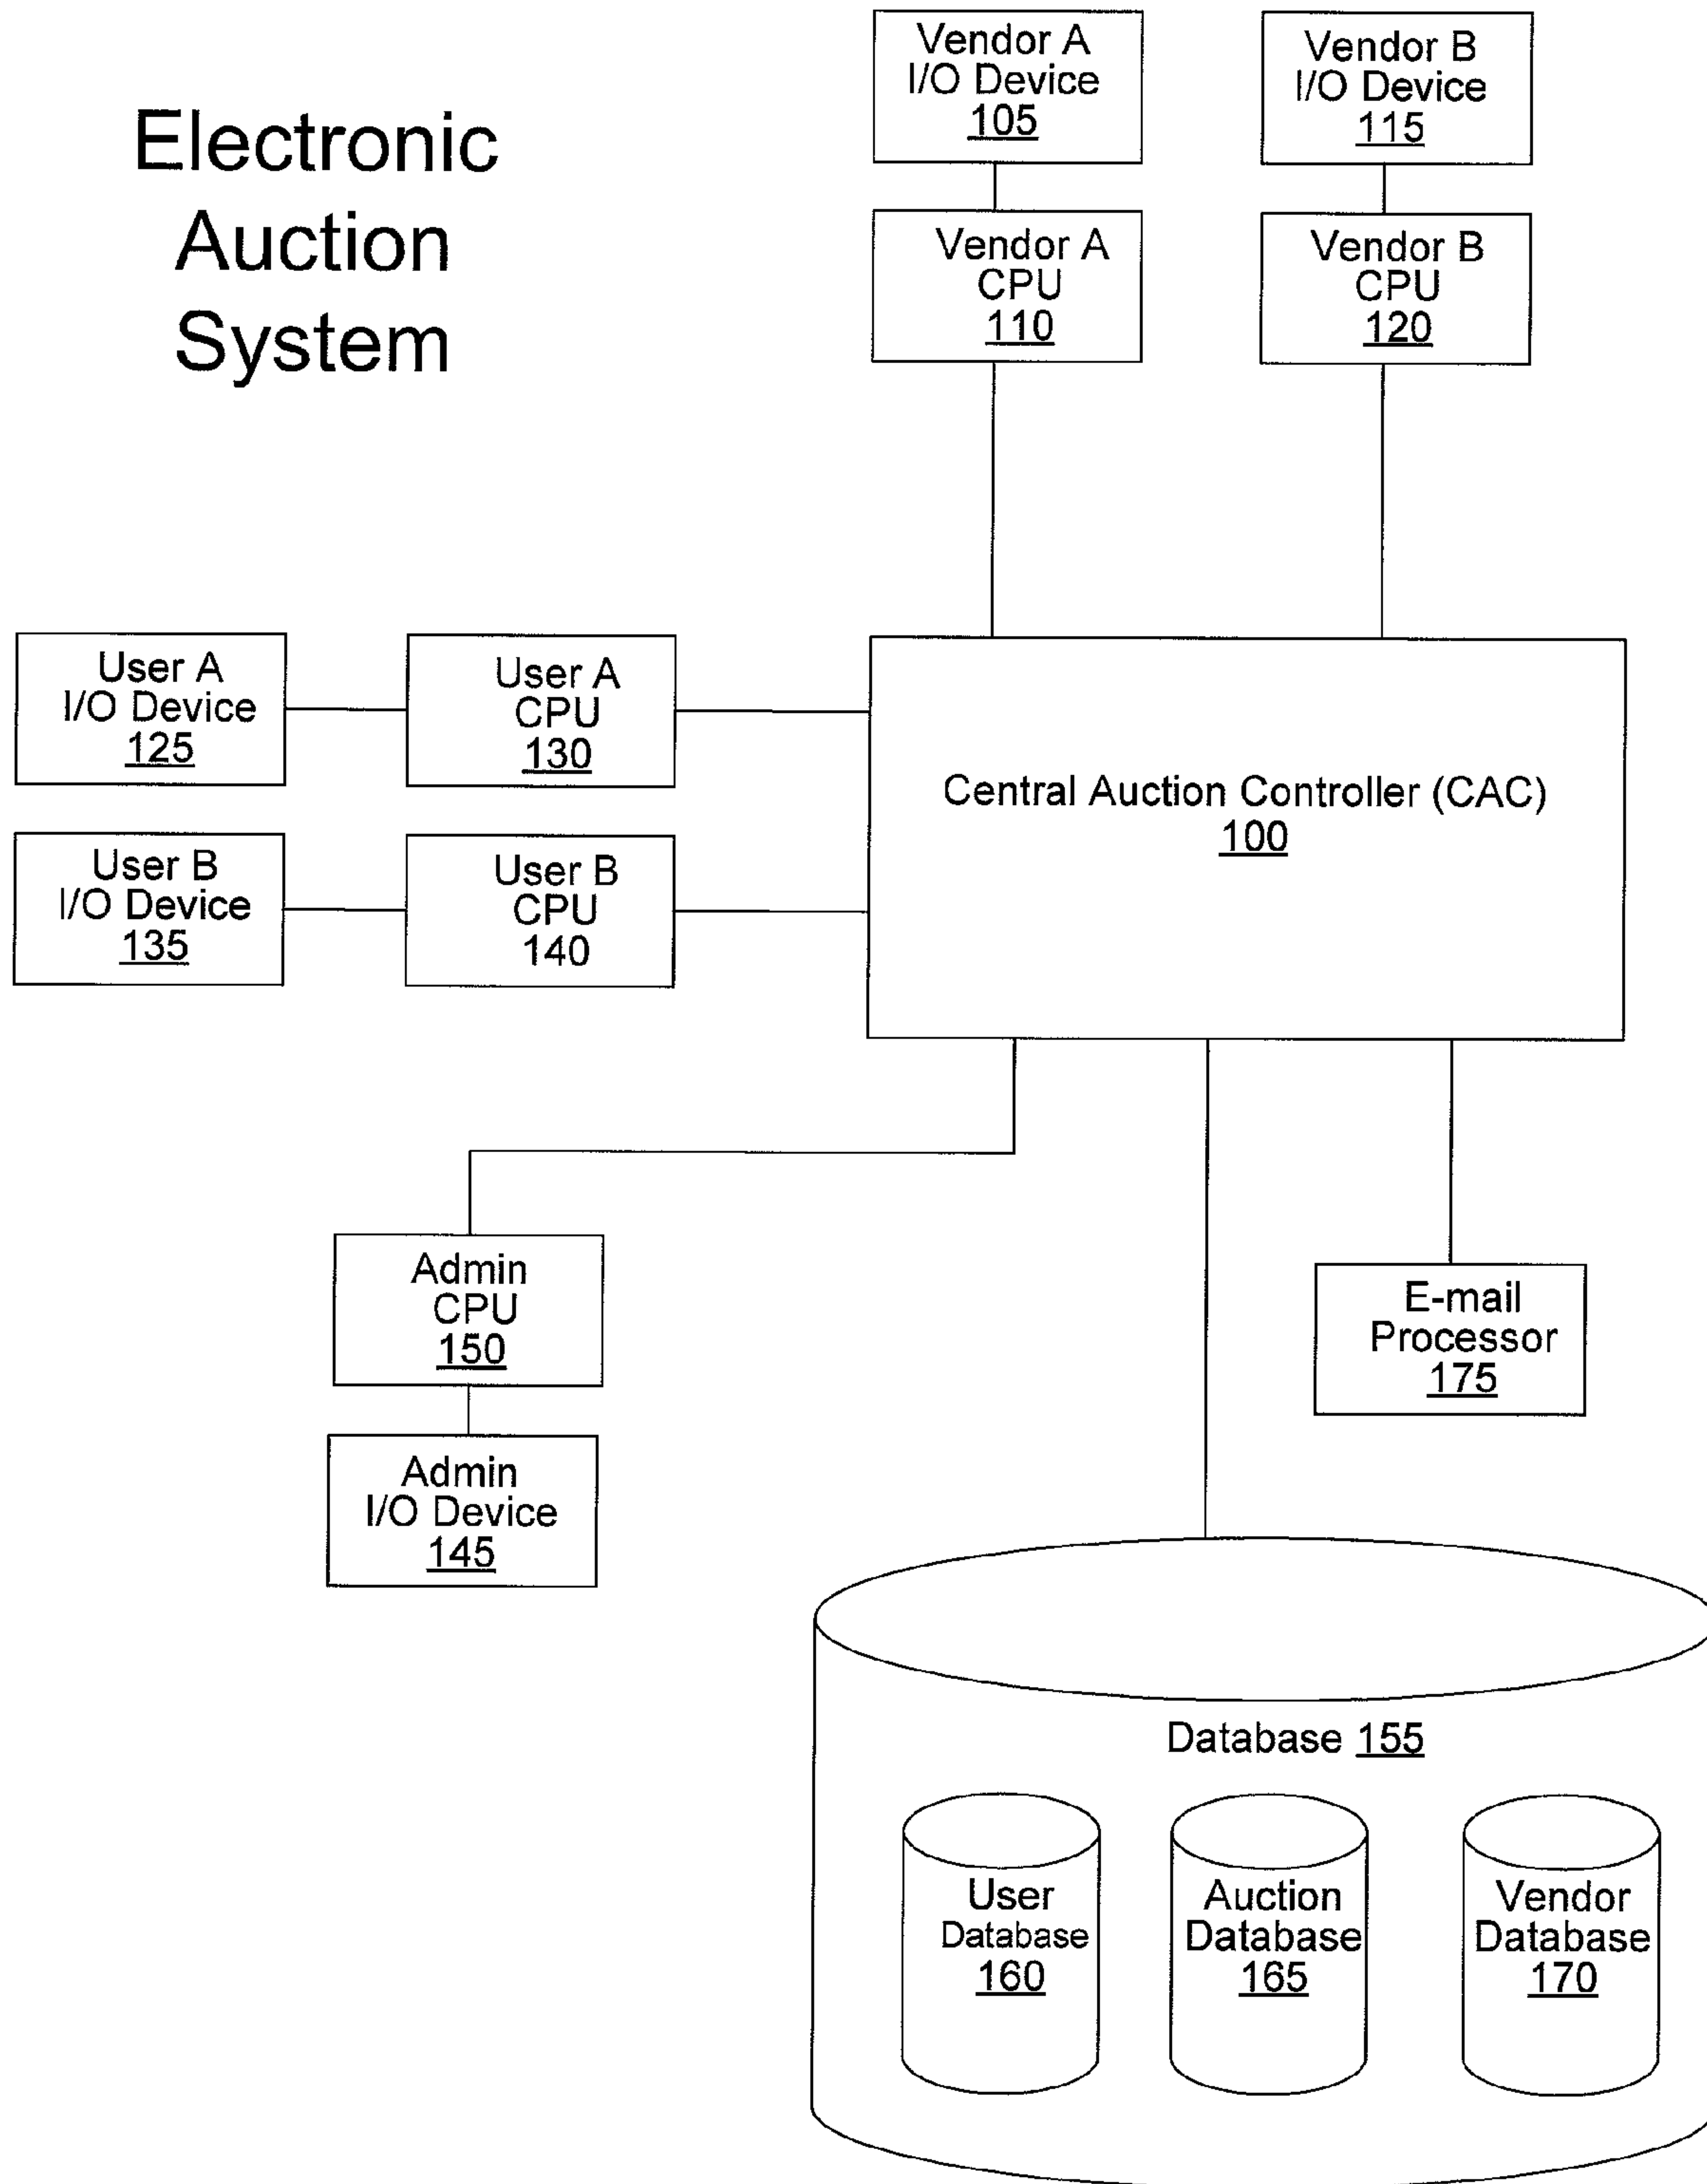 Electronic
Auction
System
Vendor A
I/O Device
105
Vendor B
I/O Device
115
Vendor A
CPU
110
Vendor B
CPU
120
User A
I/O Device
125
User A
CPU
130
Central Auction Controller (CAC)
100
User B
I/O Device
135
User B
CPU
140
Admin
CPU
150
E-mail
Processor
175
Admin
I/O Device
145
Database 155
User
Database
160
Auction
Database
165
Vendor
Database
170